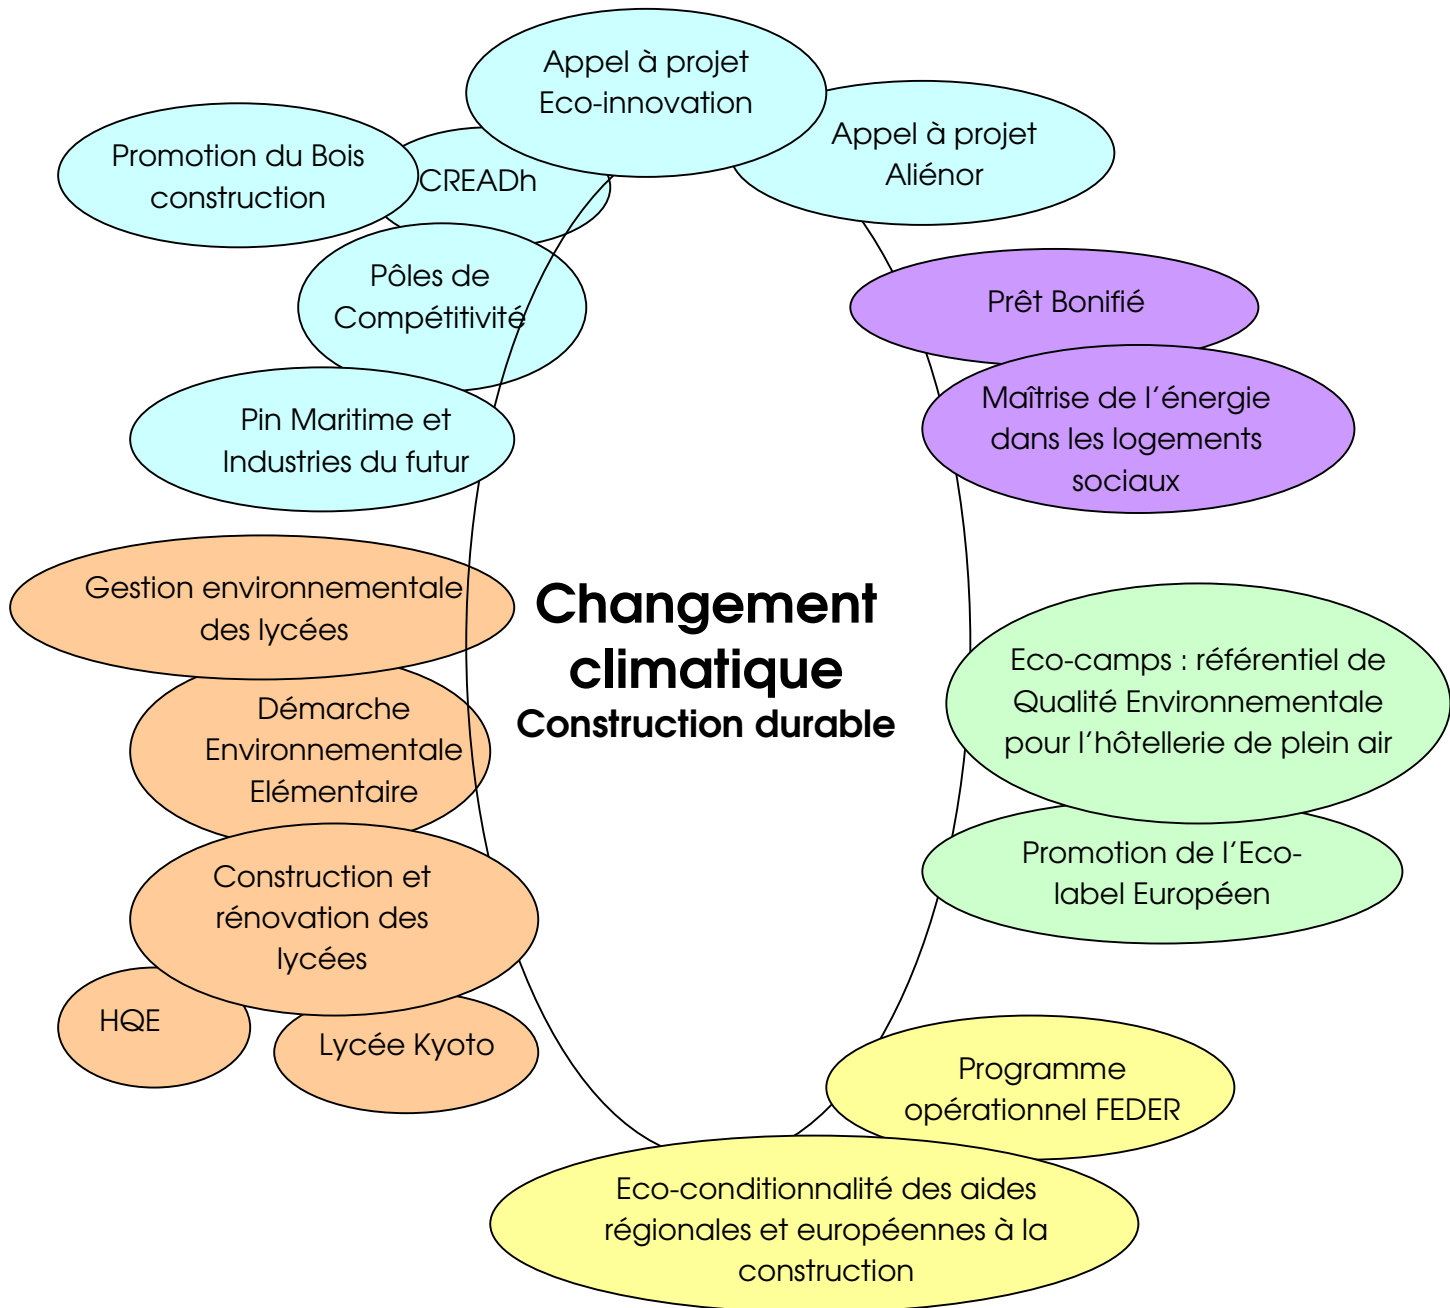 Appel à projet
Eco-innovation
Appel à projet
Aliénor
Promotion du Bois
construction
CREADh
Pôles de
Compétitivité
Prêt Bonifié
Maîtrise de l'énergie
dans les logements
sociaux
Pin Maritime et
Industries du futur
Gestion environnementale
des lycées
Changement
climatique
Construction durable
Démarche
Environnementale
Elémentaire
Eco-camps : référentiel de
Qualité Environnementale
pour l'hôtellerie de plein air
Promotion de l'Eco-
label Européen
Construction et
rénovation des
lycées
HQE
Lycée Kyoto
Programme
opérationnel FEDER
Eco-conditionnalité des aides
régionales et européennes à la
construction